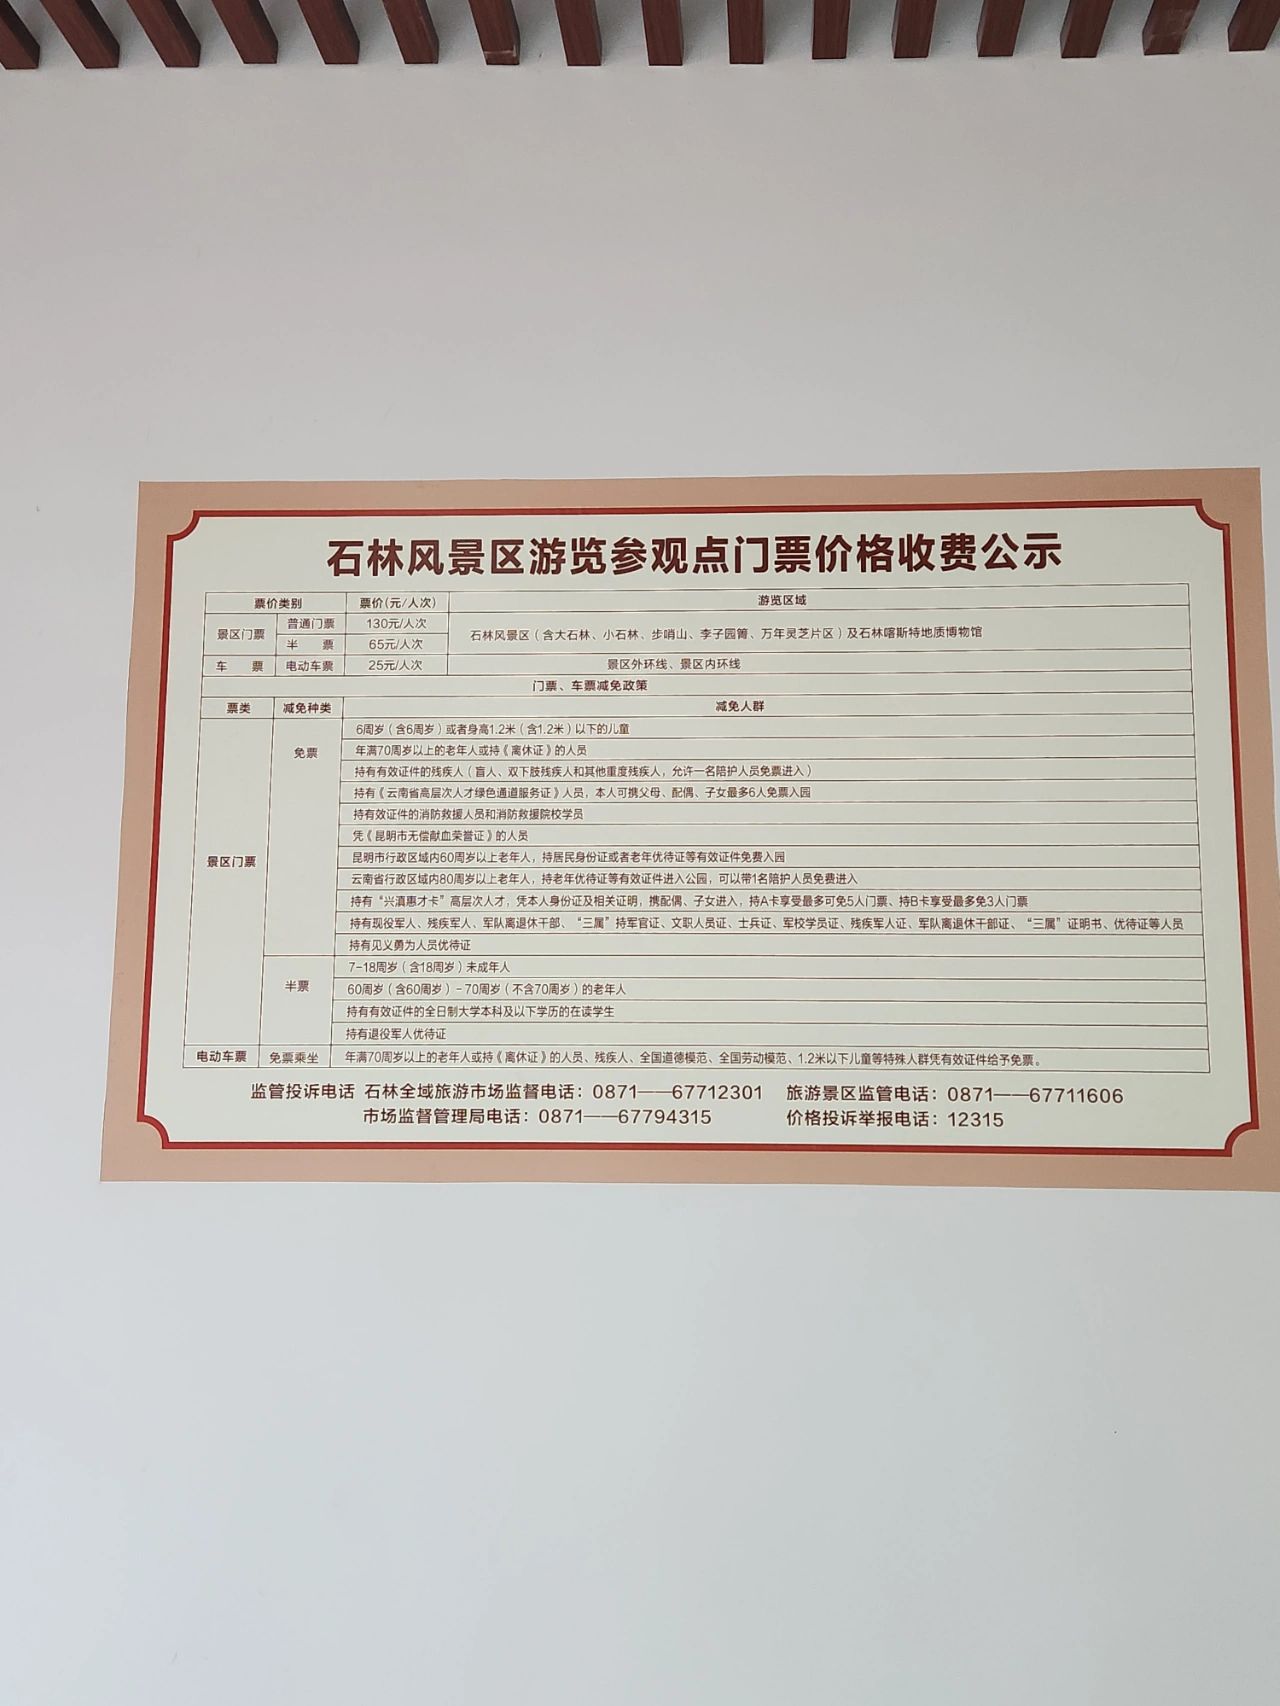 石林风景区游览参观点门票价格收费公示
票价类别 票价(元/人次) 游览区域
景区门票 普通门票 130元/人次 石林风景区（含大石林、小石林、步哨山、李子园箐、万年灵芝片区）及石林喀斯特地质博物馆
半 票 65元/人次
车 票 电动车票 25元/人次 景区外环线、景区内环线
门票、车票减免政策
票类 减免种类 减免人群
景区门票 免票 6周岁（含6周岁）或者身高1.2米（含1.2米）以下的儿童
年满70周岁以上的老年人或持《离休证》的人员
持有有效证件的残疾人（盲人、双下肢残疾人和其他重度残疾人，允许一名陪护人员免票进入）
持有《云南省高层次人才绿色通道服务证》人员，本人可携父母、配偶、子女最多6人免票入园
持有效证件的消防救援人员和消防救援院校学员
凭《昆明市无偿献血荣誉证》的人员
昆明市行政区域内60周岁以上老年人，持居民身份证或者老年优待证等有效证件免费入园
云南省行政区域内80周岁以上老年人，持老年优待证等有效证件进入公园，可以带1名陪护人员免费进入
持有“兴滇惠才卡”高层次人才，凭本人身份证及相关证明，携配偶、子女进入，持A卡享受最多可免5人门票、持B卡享受最多免3人门票
持有现役军人、残疾军人、军队离退休干部、“三属”持军官证、文职人员证、士兵证、军校学员证、残疾军人证、军队离退休干部证、“三属”证明书、优待证等人员
持有见义勇为人员优待证
半票 7-18周岁（含18周岁）未成年人
60周岁（含60周岁）-70周岁（不含70周岁）的老年人
持有有效证件的全日制大学本科及以下学历的在读学生
持有退役军人优待证
电动车票 免票乘坐 年满70周岁以上的老年人或持《离休证》的人员、残疾人、全国道德模范、全国劳动模范、1.2米以下儿童等特殊人群凭有效证件给予免票。
监管投诉电话 石林全域旅游市场监督电话：0871——67712301 旅游景区监管电话：0871——67711606
市场监督管理局电话：0871——67794315 价格投诉举报电话：12315